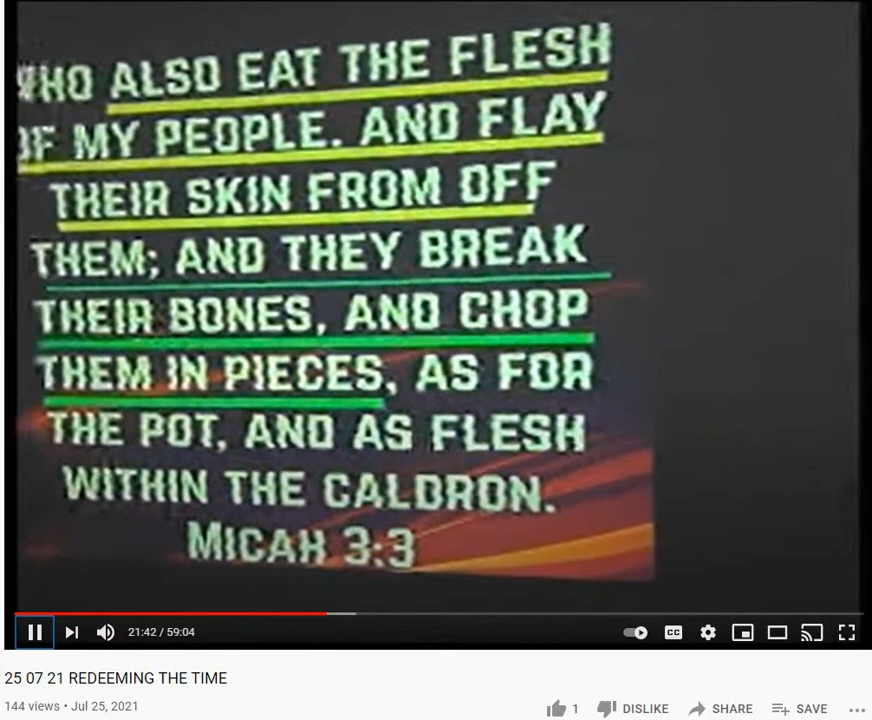 WHO ALSO EAT THE FLESH
OF MY PEOPLE. AND FLAY
THEIR SKIN FROM OFF
THEM; AND THEY BREAK
THEIR BONES, AND CHOP
THEM IN PIECES, AS FOR
THE POT, AND AS FLESH
WITHIN THE CALDRON.
MICAH 3:3
21:42 / 59:04
CC
25 07 21 REDEEMING THE TIME
144 views • Jul 25, 2021
1 DISLIKE SHARE SAVE